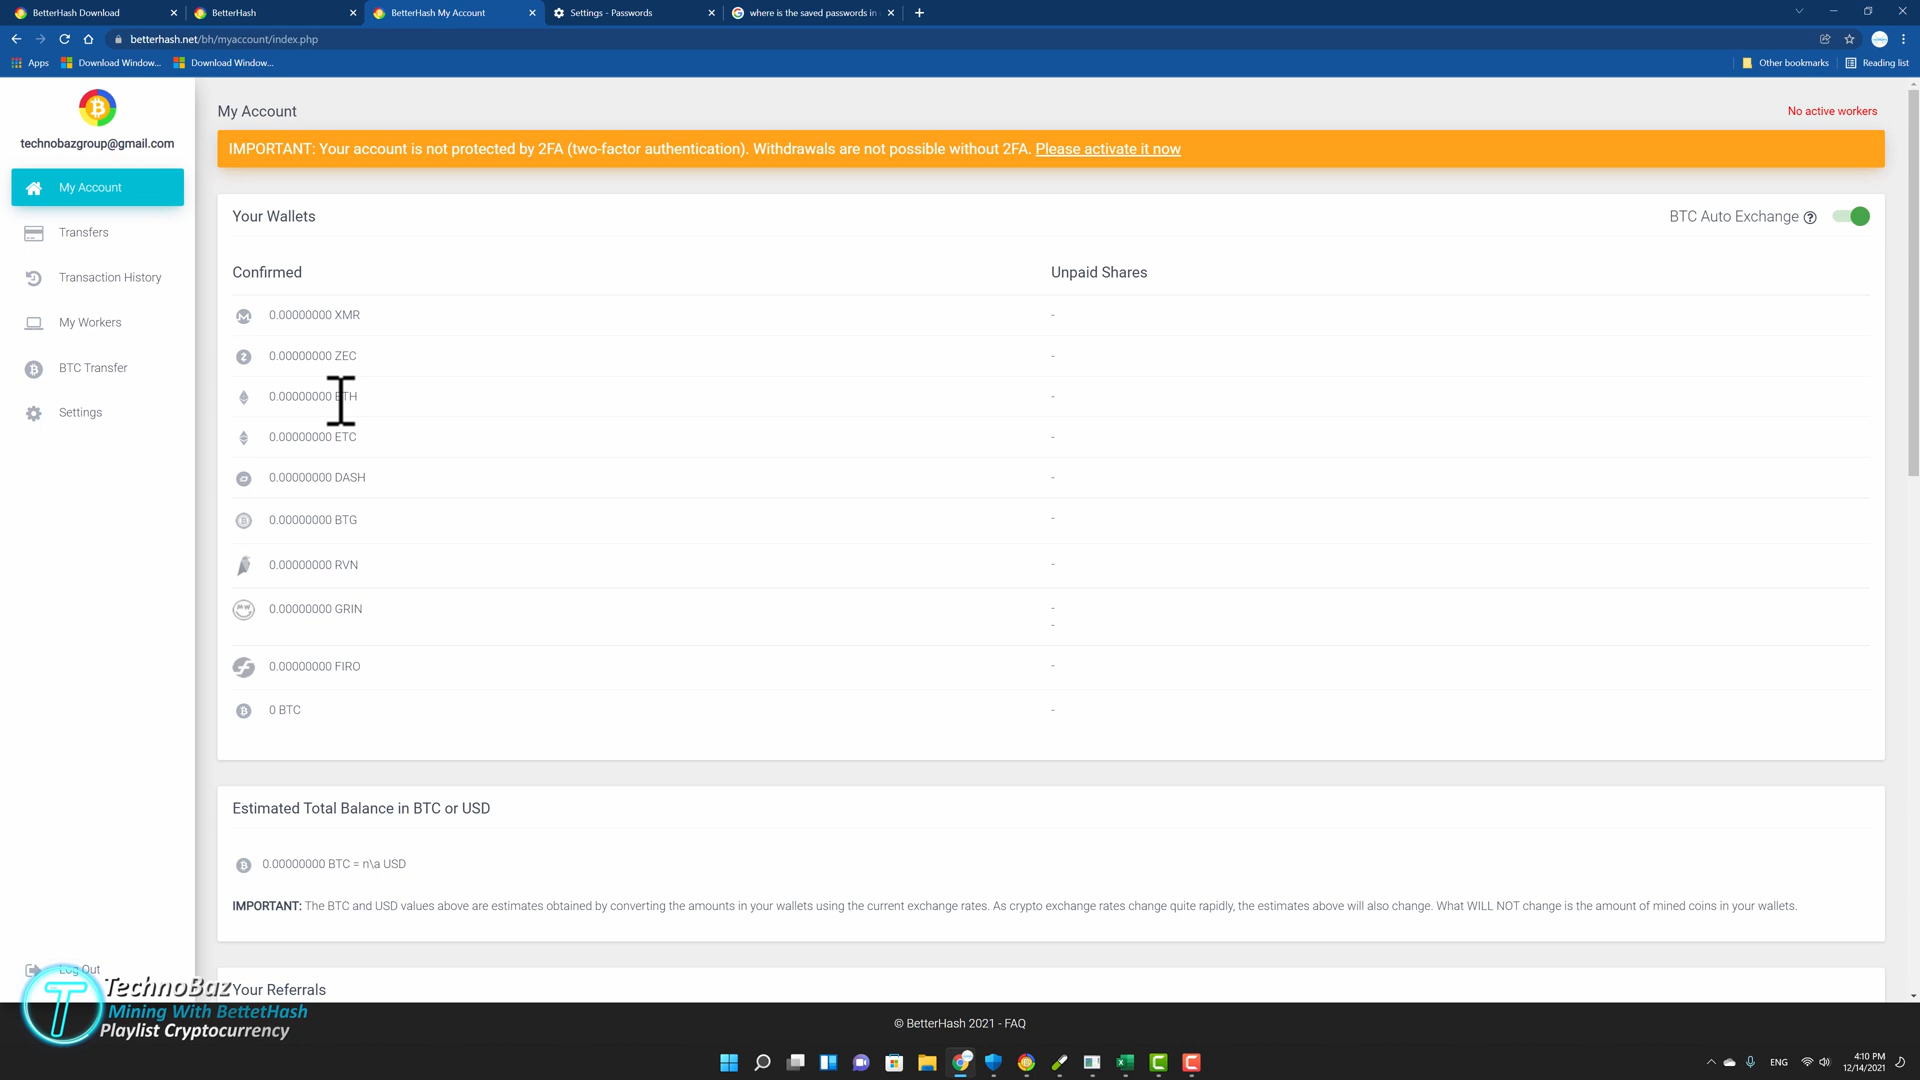 BetterHash Download
BetterHash
BetterHash My Account
Settings - Passwords
where is the saved passwords in
betterhash.net/bh/myaccount/index.php
Apps
Download Window...
Download Window...
Other bookmarks
Reading list
technobazgroup@gmail.com
My Account
Transfers
Transaction History
My Workers
BTC Transfer
Settings
Log Out
My Account
No active workers
IMPORTANT: Your account is not protected by 2FA (two-factor authentication). Withdrawals are not possible without 2FA. Please activate it now
Your Wallets
BTC Auto Exchange
Confirmed
Unpaid Shares
0.00000000 XMR
-
0.00000000 ZEC
-
0.00000000 ETH
-
0.00000000 ETC
-
0.00000000 DASH
-
0.00000000 BTG
-
0.00000000 RVN
-
0.00000000 GRIN
-
-
0.00000000 FIRO
-
0 BTC
-
Estimated Total Balance in BTC or USD
0.00000000 BTC = n\a USD
IMPORTANT: The BTC and USD values above are estimates obtained by converting the amounts in your wallets using the current exchange rates. As crypto exchange rates change quite rapidly, the estimates above will also change. What WILL NOT change is the amount of mined coins in your wallets.
Your Referrals
TechnoBaz
Mining With BettetHash
Playlist Cryptocurrency
© BetterHash 2021 - FAQ
ENG
4:10 PM
12/14/2021